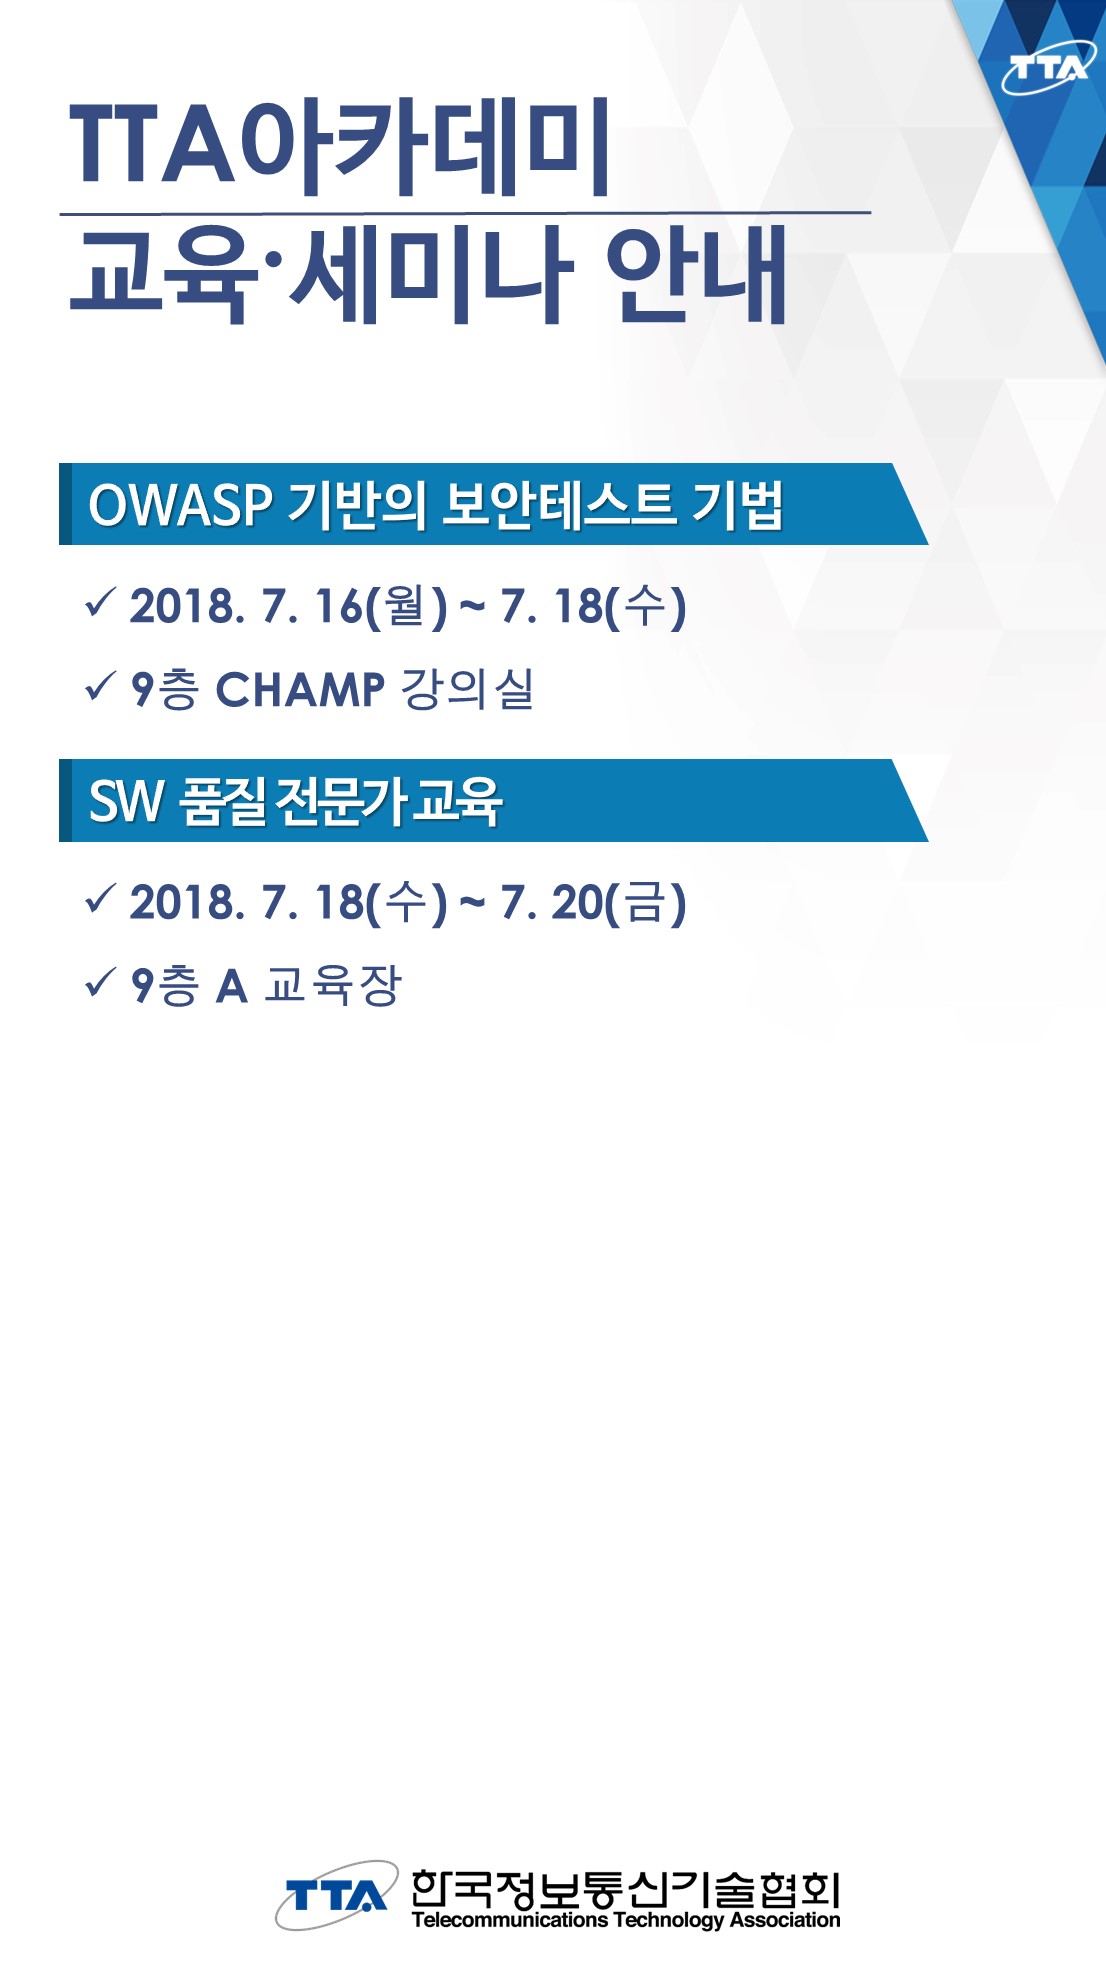 TTA
TTA아카데미
교육·세미나 안내
OWASP 기반의 보안테스트 기법
✓ 2018. 7. 16(월) ~ 7. 18(수)
✓ 9층 CHAMP 강의실
SW 품질 전문가 교육
✓ 2018. 7. 18(수) ~ 7. 20(금)
✓ 9층 A 교육장
TTA 한국정보통신기술협회
Telecommunications Technology Association